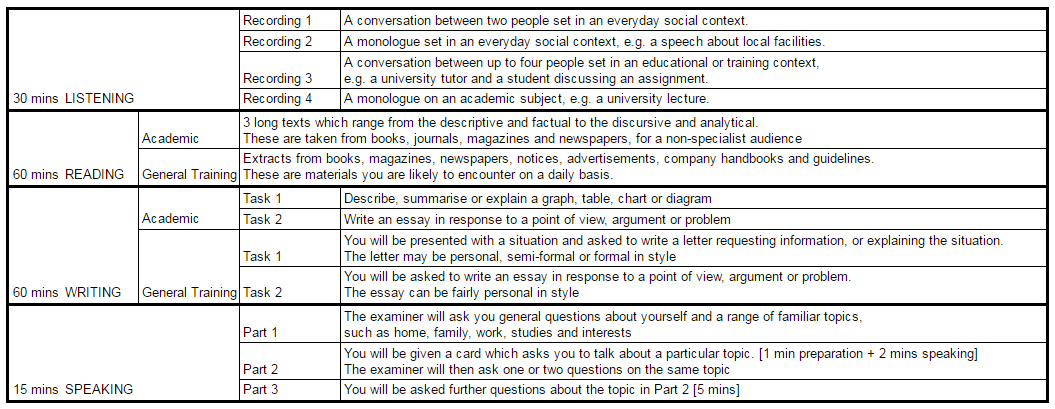 Recording 1 A conversation between two people set in an everyday social context.
Recording 2 A monologue set in an everyday social context, e.g. a speech about local facilities.
A conversation between up to four people set in an educational or training context,
Recording 3 e.g. a university tutor and a student discussing an assignment.
30 mins LISTENING Recording 4 A monologue on an academic subject, e.g. a university lecture.
3 long texts which range from the descriptive and factual to the discursive and analytical.
Academic These are taken from books, journals, magazines and newspapers, for a non-specialist audience
Extracts from books, magazines, newspapers, notices, advertisements, company handbooks and guidelines.
60 mins READING General Training These are materials you are likely to encounter on a daily basis.
Task 1 Describe, summarise or explain a graph, table, chart or diagram
Academic Task 2 Write an essay in response to a point of view, argument or problem
You will be presented with a situation and asked to write a letter requesting information, or explaining the situation.
Task 1 The letter may be personal, semi-formal or formal in style
You will be asked to write an essay in response to a point of view, argument or problem.
60 mins WRITING General Training Task 2 The essay can be fairly personal in style
The examiner will ask you general questions about yourself and a range of familiar topics,
Part 1 such as home, family, work, studies and interests
You will be given a card which asks you to talk about a particular topic. [1 min preparation + 2 mins speaking]
Part 2 The examiner will then ask one or two questions on the same topic
15 mins SPEAKING Part 3 You will be asked further questions about the topic in Part 2 [5 mins]